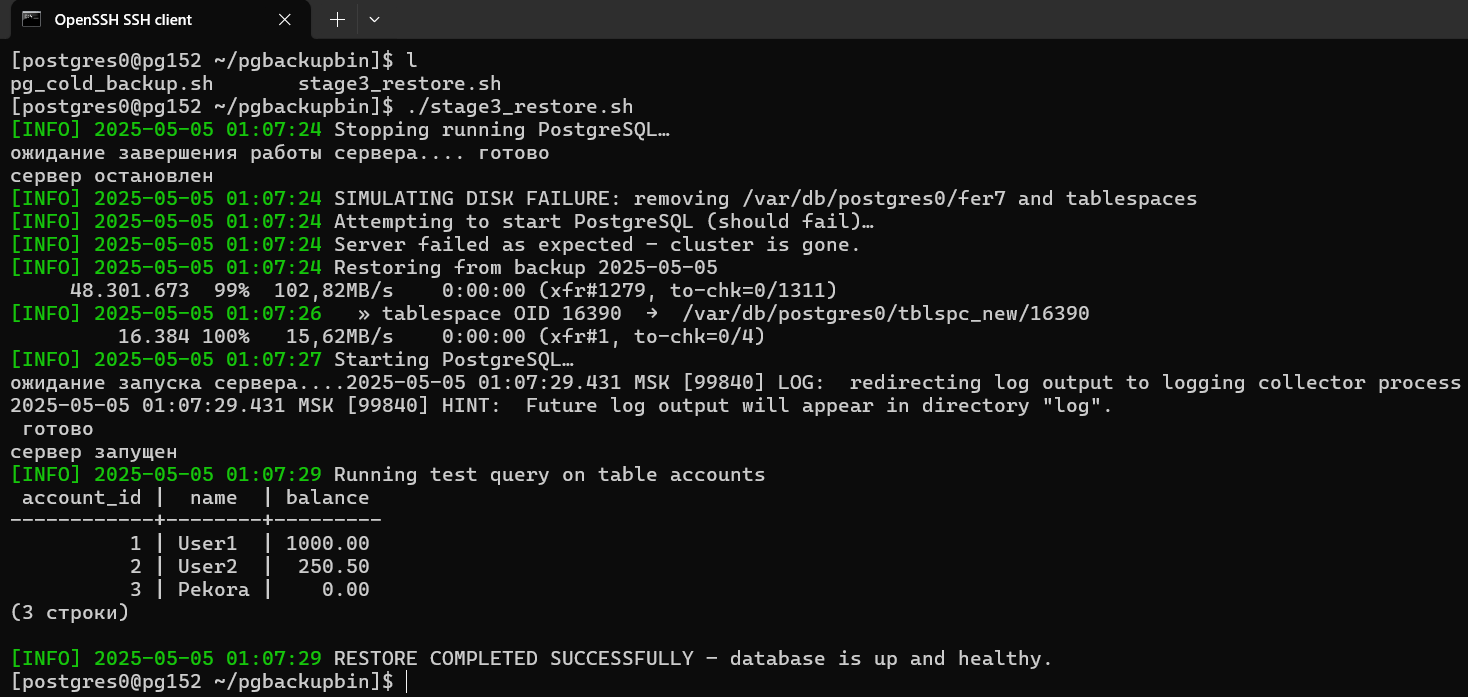 OpenSSH SSH client
[postgres0@pg152 ~/pgbackupbin]$ l
pg_cold_backup.sh       stage3_restore.sh
[postgres0@pg152 ~/pgbackupbin]$ ./stage3_restore.sh
[INFO] 2025-05-05 01:07:24 Stopping running PostgreSQL…
ожидание завершения работы сервера.... готово
сервер остановлен
[INFO] 2025-05-05 01:07:24 SIMULATING DISK FAILURE: removing /var/db/postgres0/fer7 and tablespaces
[INFO] 2025-05-05 01:07:24 Attempting to start PostgreSQL (should fail)…
[INFO] 2025-05-05 01:07:24 Server failed as expected — cluster is gone.
[INFO] 2025-05-05 01:07:24 Restoring from backup 2025-05-05
     48.301.673  99%  102,82MB/s    0:00:00 (xfr#1279, to-chk=0/1311)
[INFO] 2025-05-05 01:07:26   » tablespace OID 16390  →  /var/db/postgres0/tblspc_new/16390
         16.384 100%   15,62MB/s    0:00:00 (xfr#1, to-chk=0/4)
[INFO] 2025-05-05 01:07:27 Starting PostgreSQL…
ожидание запуска сервера....2025-05-05 01:07:29.431 MSK [99840] LOG:  redirecting log output to logging collector process
2025-05-05 01:07:29.431 MSK [99840] HINT:  Future log output will appear in directory "log".
 готово
сервер запущен
[INFO] 2025-05-05 01:07:29 Running test query on table accounts
 account_id |  name  | balance
------------+--------+---------
          1 | User1  | 1000.00
          2 | User2  |  250.50
          3 | Pekora |    0.00
(3 строки)
[INFO] 2025-05-05 01:07:29 RESTORE COMPLETED SUCCESSFULLY — database is up and healthy.
[postgres0@pg152 ~/pgbackupbin]$